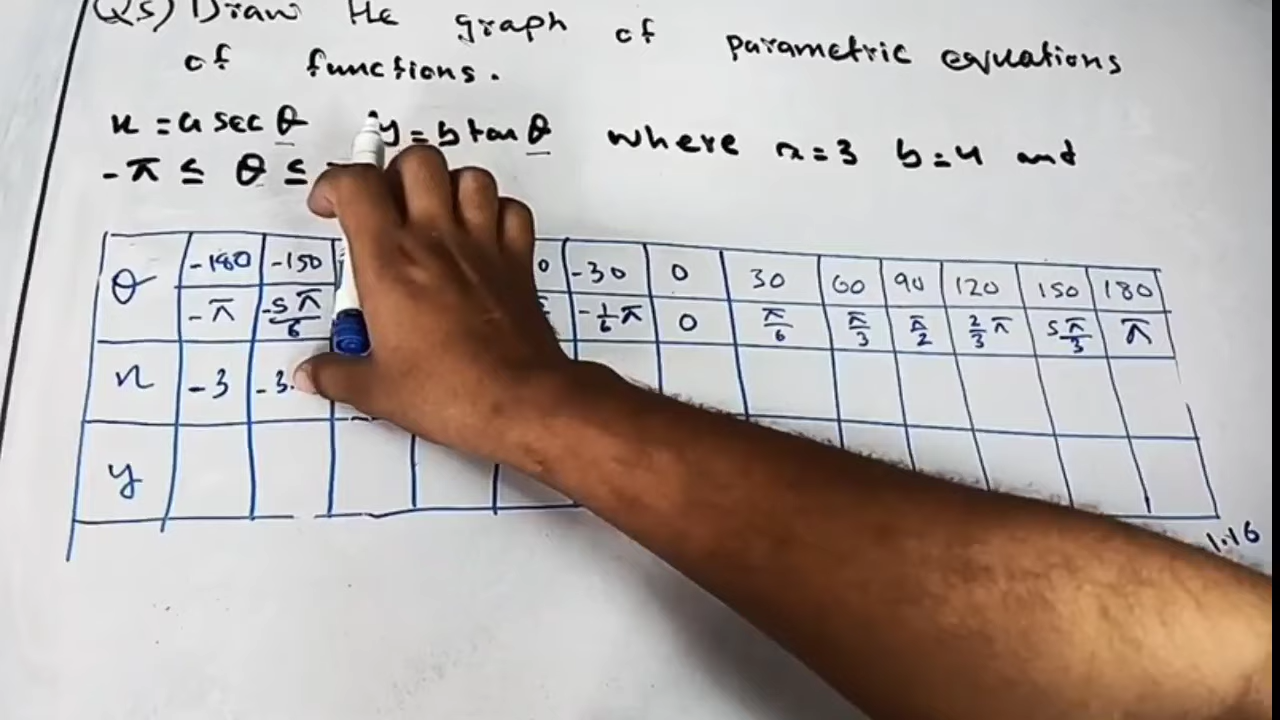 Q5) Draw the graph of parametric equations
of functions.
x = a sec θ y = b tan θ where x=3 b=4 and
-π ≤ θ ≤
θ -180 -150 0 -30 0 30 60 90 120 150 180
-π -5π/6 -1/6 π 0 π/6 π/3 π/2 2/3 π 5π/3 π
x -3 -3.
y
1.16